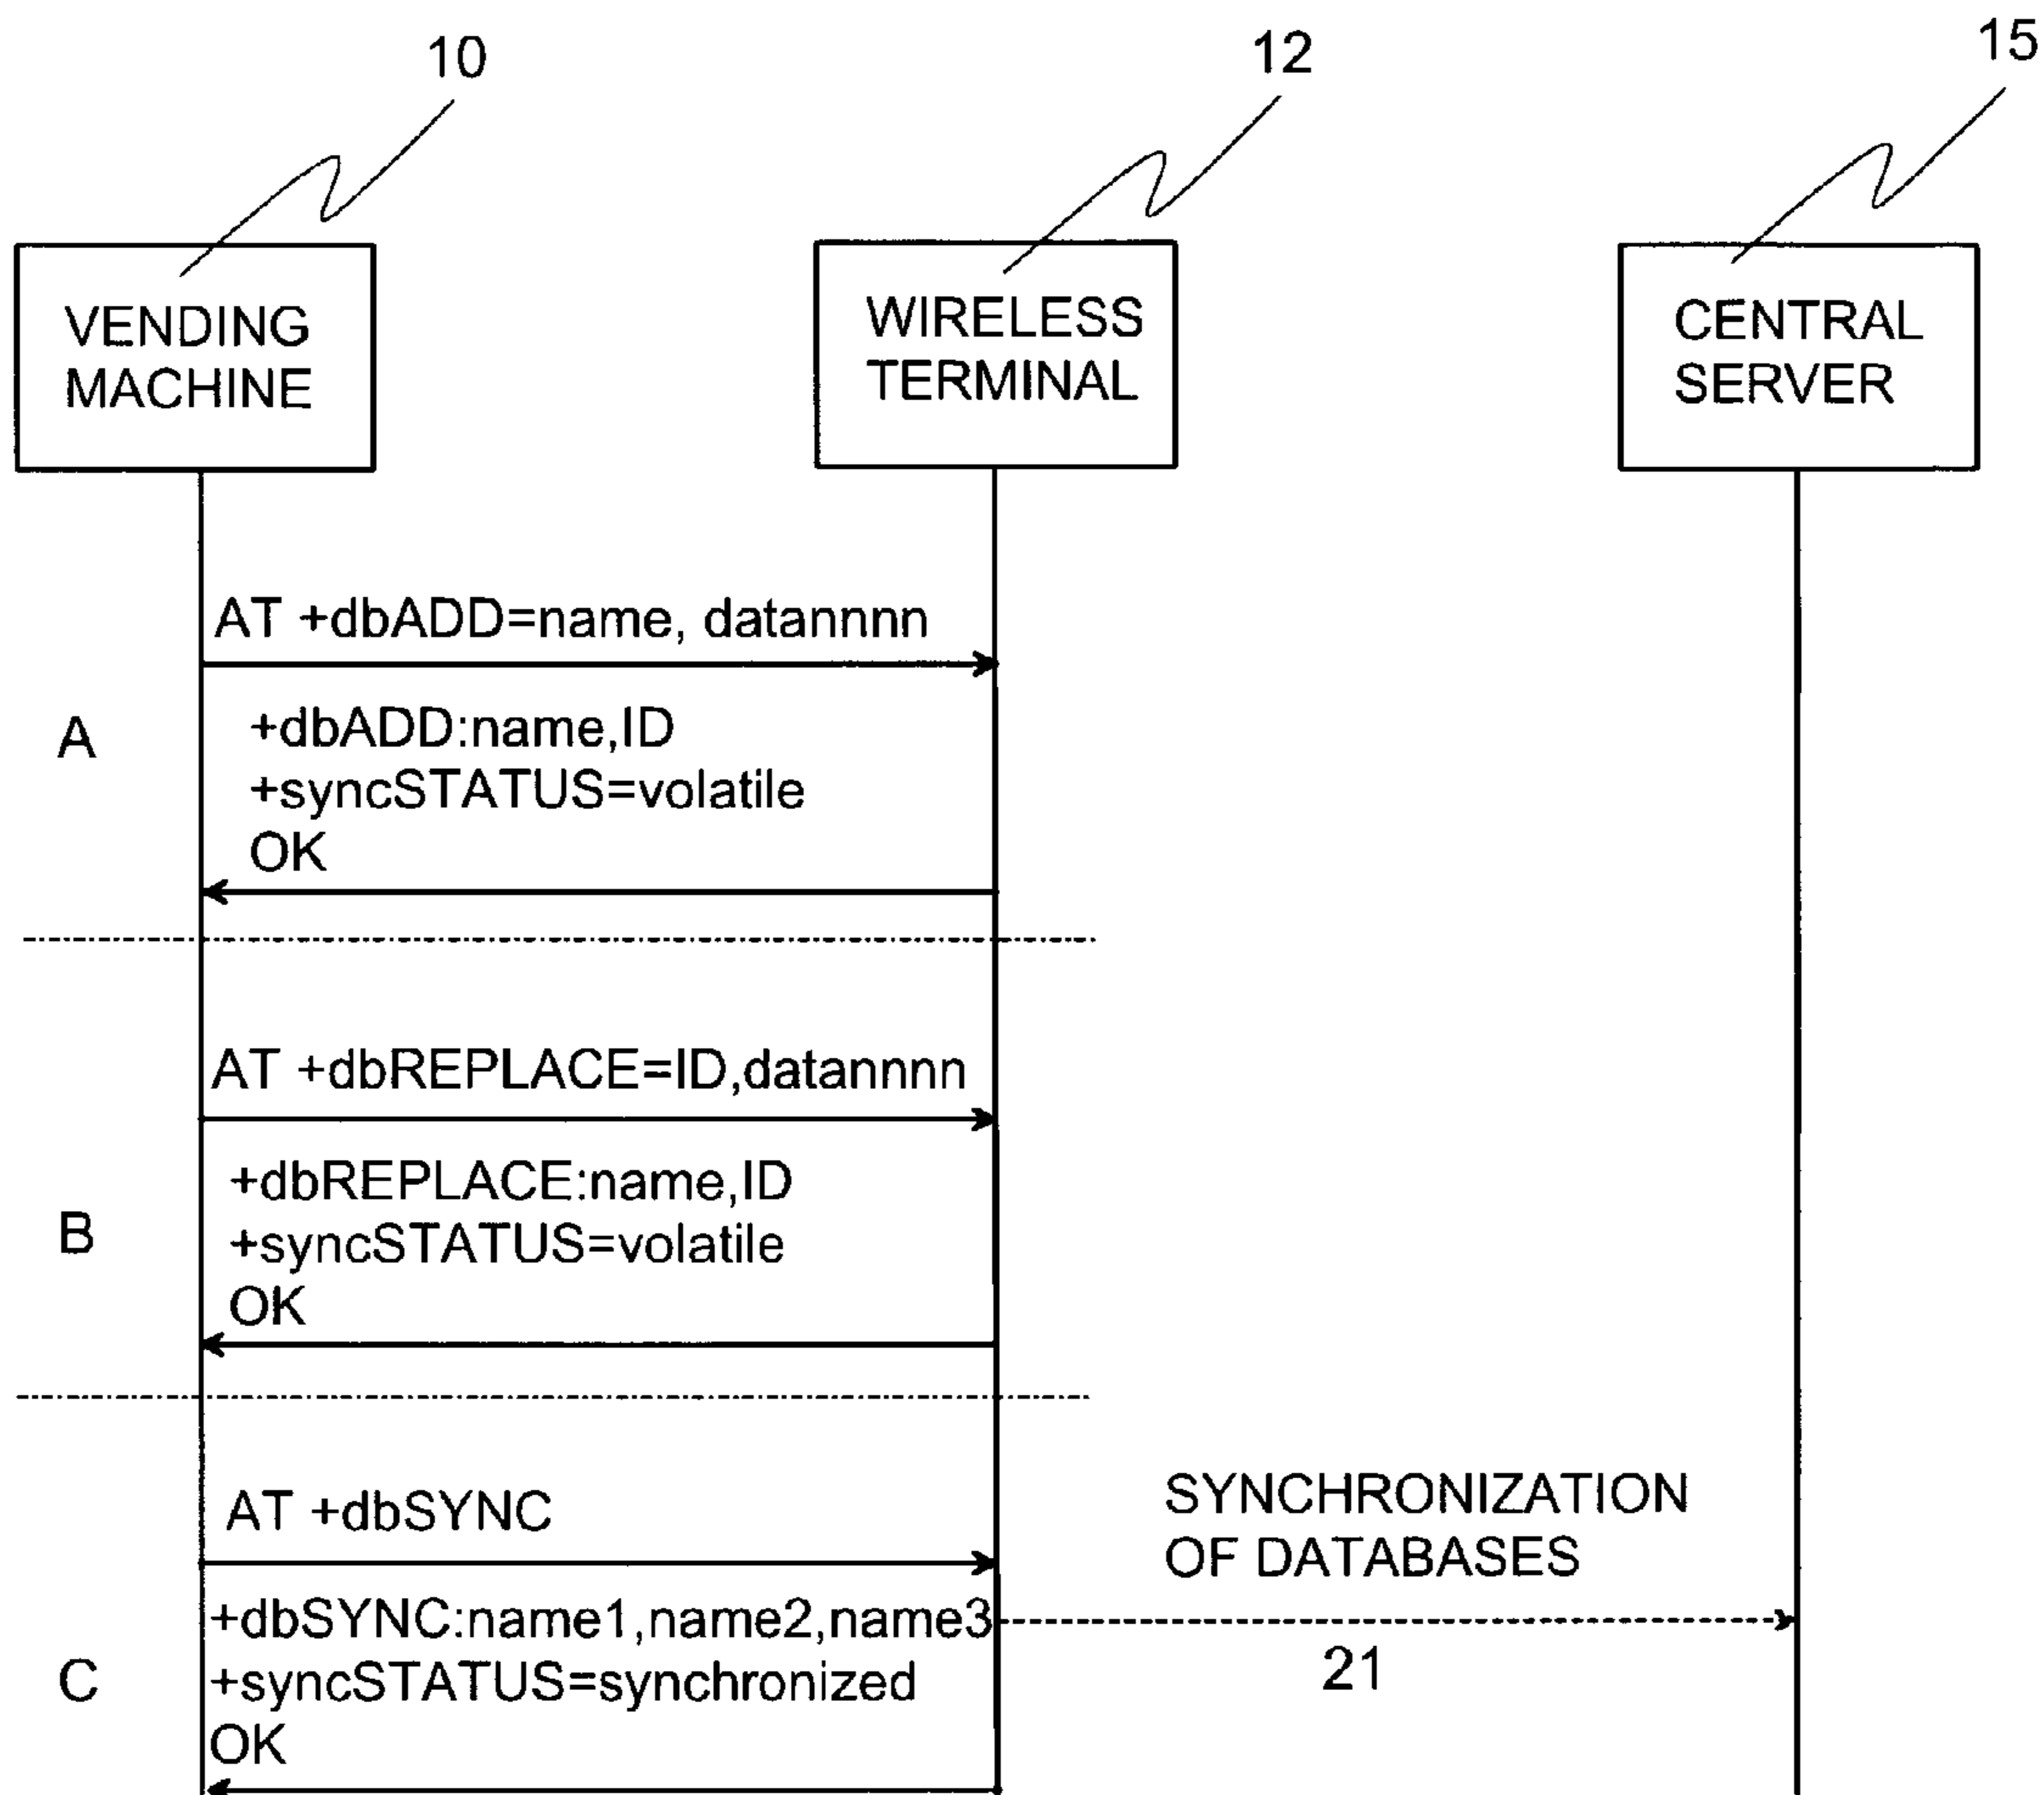 10
12
15
VENDING
MACHINE
WIRELESS
TERMINAL
CENTRAL
SERVER
AT +dbADD=name, datannnn
A
+dbADD:name,ID
+syncSTATUS=volatile
OK
AT +dbREPLACE=ID,datannnn
B
+dbREPLACE:name,ID
+syncSTATUS=volatile
OK
AT +dbSYNC
SYNCHRONIZATION
OF DATABASES
21
C
+dbSYNC:name1,name2,name3
+syncSTATUS=synchronized
OK